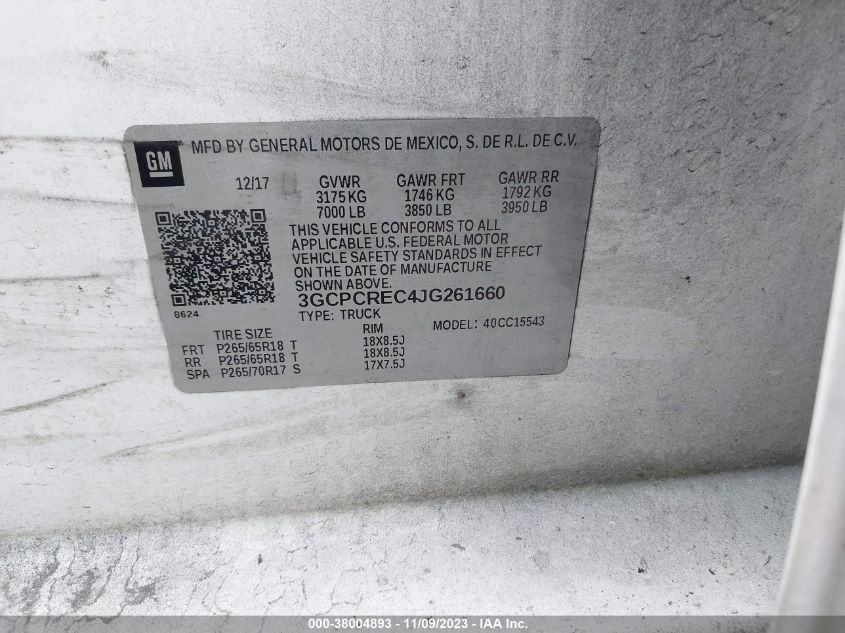 GM
MFD BY GENERAL MOTORS DE MEXICO, S. DE R.L. DE C.V.
12/17 GVWR GAWR FRT GAWR RR
3175 KG 1746 KG 1792 KG
7000 LB 3850 LB 3950 LB
THIS VEHICLE CONFORMS TO ALL
APPLICABLE U.S. FEDERAL MOTOR
VEHICLE SAFETY STANDARDS IN EFFECT
ON THE DATE OF MANUFACTURE
SHOWN ABOVE.
3GCPCREC4JG261660
8624
TYPE: TRUCK MODEL: 40CC15543
TIRE SIZE RIM
FRT P265/65R18 T 18X8.5J
RR P265/65R18 T 18X8.5J
SPA P265/70R17 S 17X7.5J
000-38004893 - 11/09/2023 - IAA Inc.